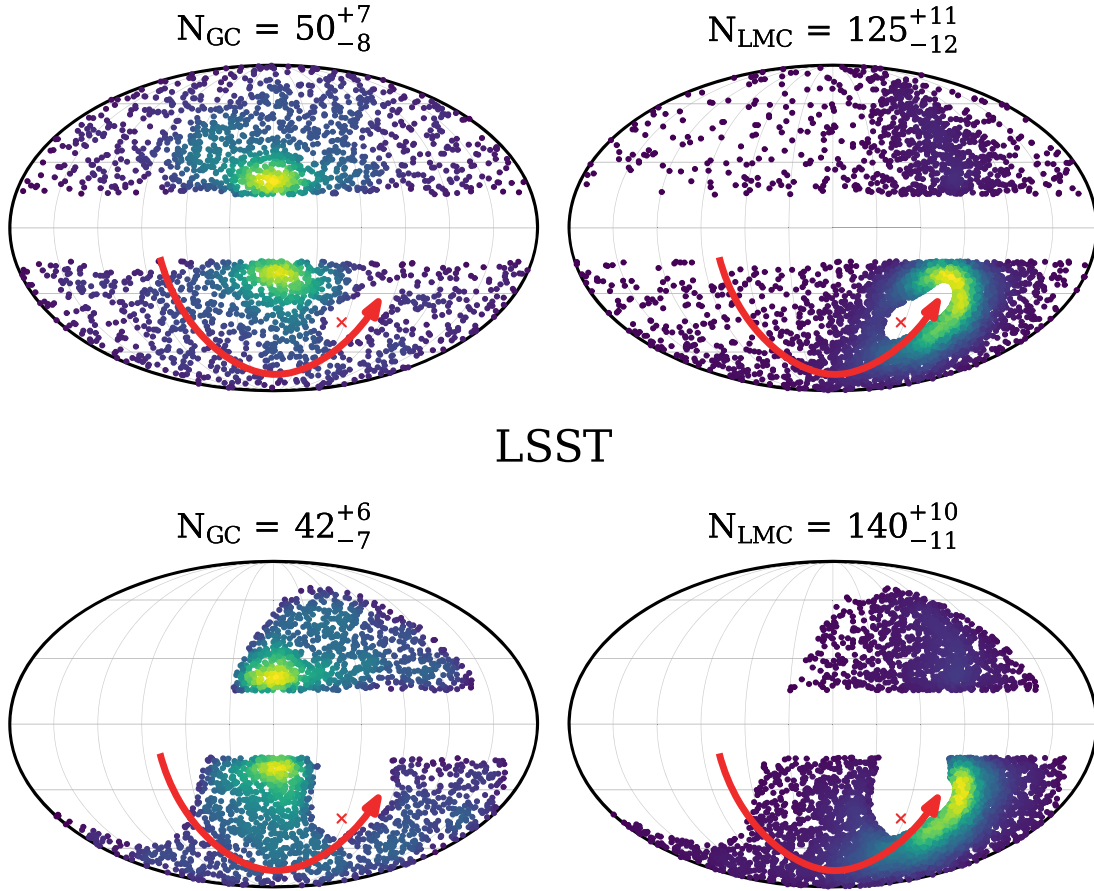 N_GC = 50^{+7}_{−8}
N_LMC = 125^{+11}_{−12}
LSST
N_GC = 42^{+6}_{−7}
N_LMC = 140^{+10}_{−11}